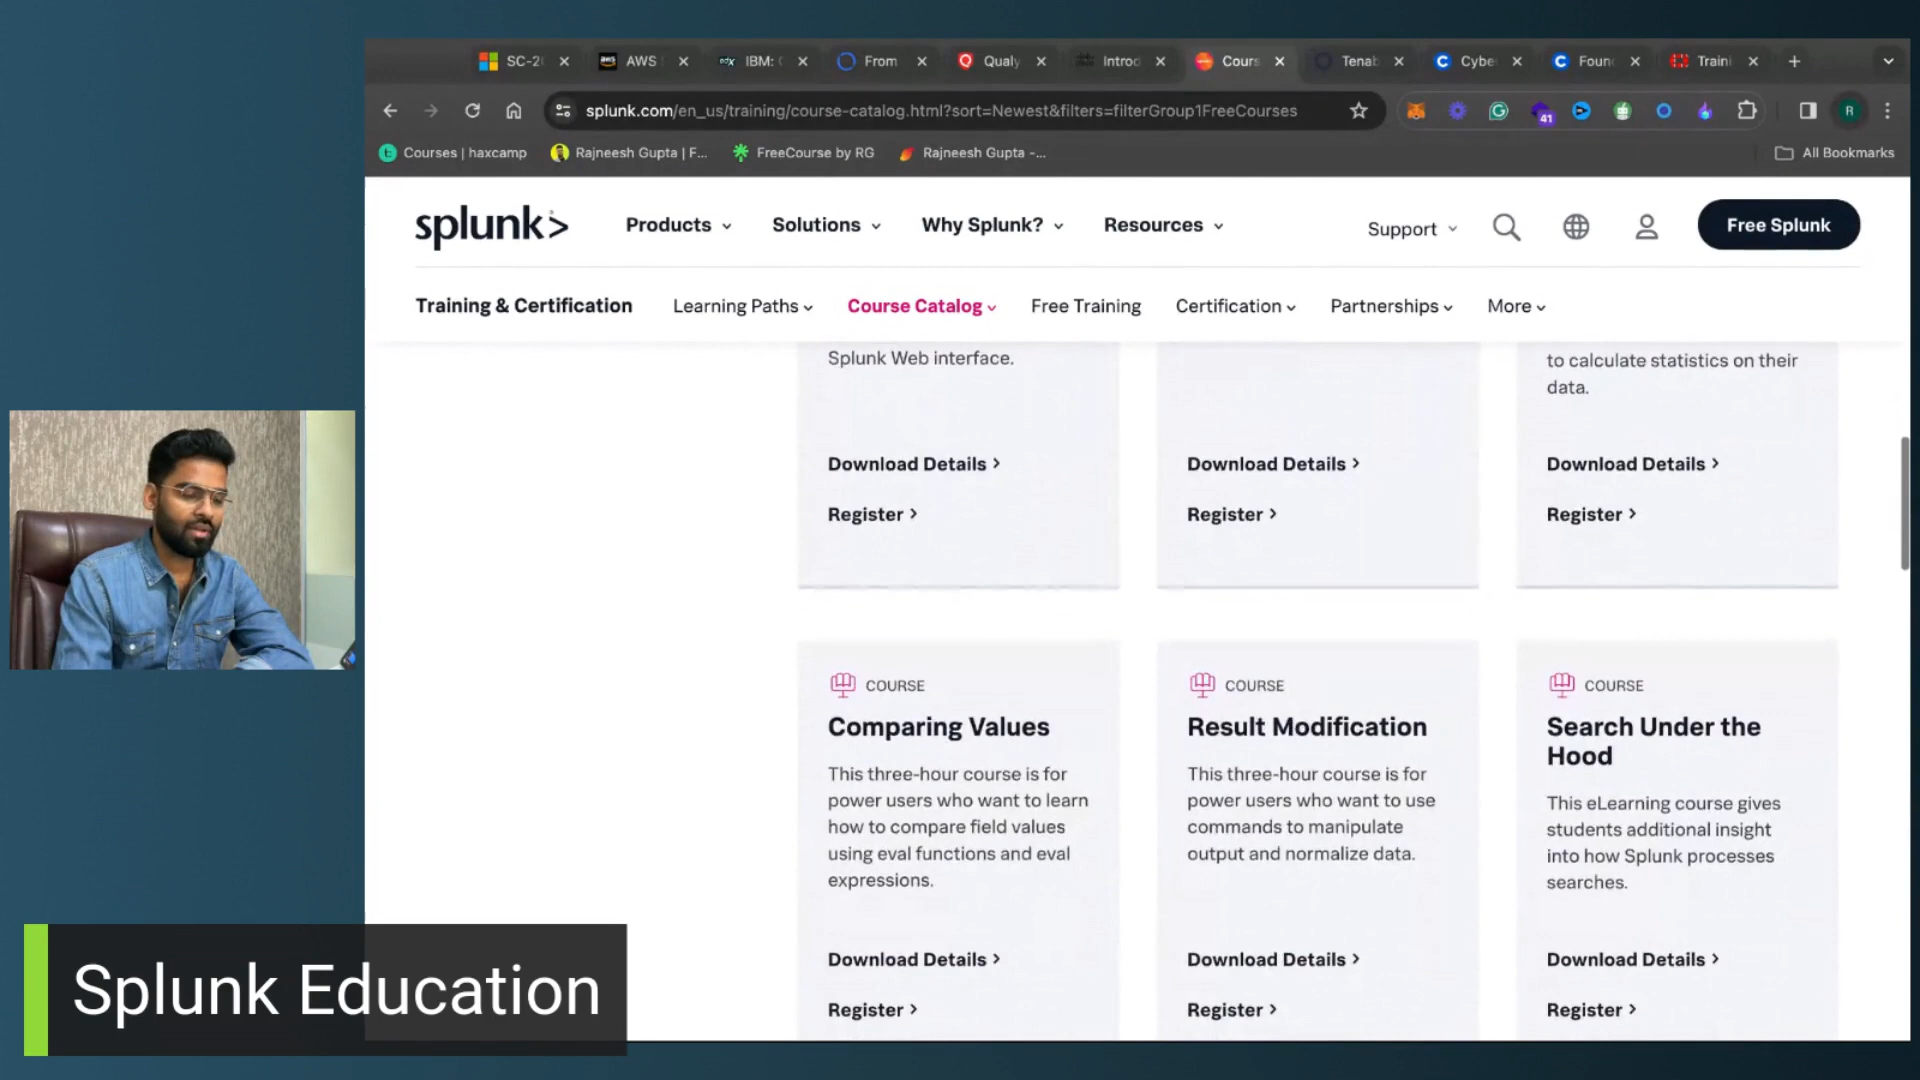 SC-2
AWS
edx IBM:
From
Qualy
Introd
Cours
Tenab
Cybe
Foun
Traini
splunk.com/en_us/training/course-catalog.html?sort=Newest&filters=filterGroup1FreeCourses
41
R
Courses | haxcamp
Rajneesh Gupta | F...
FreeCourse by RG
Rajneesh Gupta -...
All Bookmarks
splunk>
Products
Solutions
Why Splunk?
Resources
Support
Free Splunk
Training & Certification
Learning Paths
Course Catalog
Free Training
Certification
Partnerships
More
Splunk Web interface.
Download Details >
Register >
Download Details >
Register >
to calculate statistics on their
data.
Download Details >
Register >
COURSE
Comparing Values
This three-hour course is for
power users who want to learn
how to compare field values
using eval functions and eval
expressions.
Download Details >
Register >
COURSE
Result Modification
This three-hour course is for
power users who want to use
commands to manipulate
output and normalize data.
Download Details >
Register >
COURSE
Search Under the
Hood
This eLearning course gives
students additional insight
into how Splunk processes
searches.
Download Details >
Register >
Splunk Education